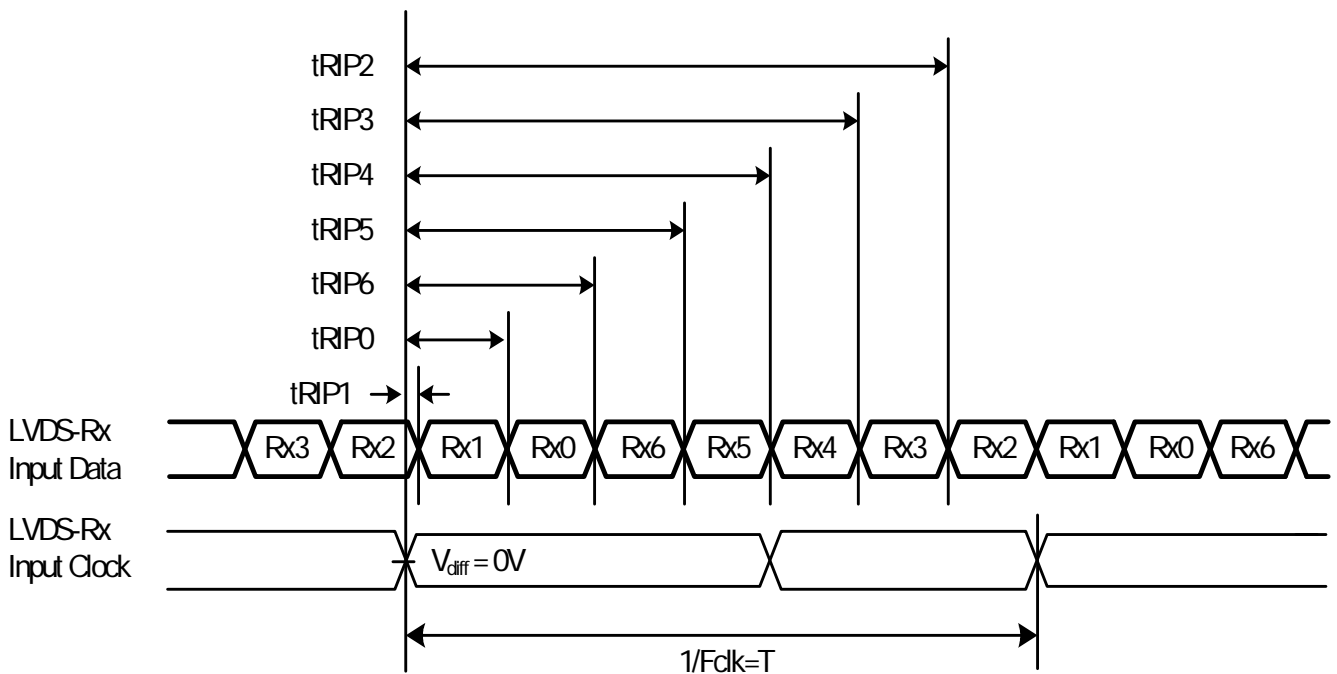 tRIP2
tRIP3
tRIP4
tRIP5
tRIP6
tRIP0
tRIP1
LVDS-Rx
Input Data
Rx3 Rx2 Rx1 Rx0 Rx6 Rx5 Rx4 Rx3 Rx2 Rx1 Rx0 Rx6
LVDS-Rx
Input Clock
Vdiff = 0V
1/Fclk=T